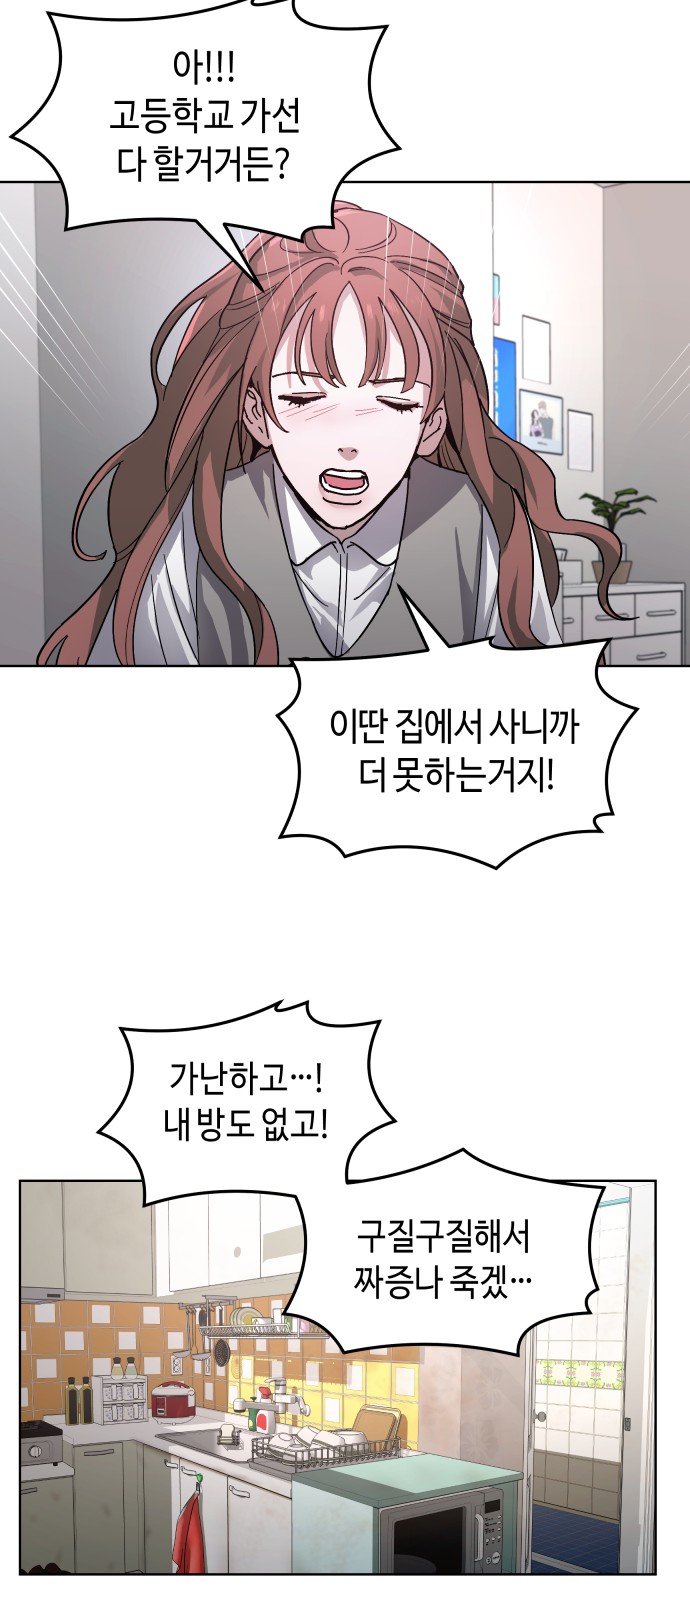 아!!!
고등학교 가선
다 할거거든?
이딴 집에서 사니까
더 못하는거지!
가난하고…!
내 방도 없고!
구질구질해서
짜증나 죽겠…